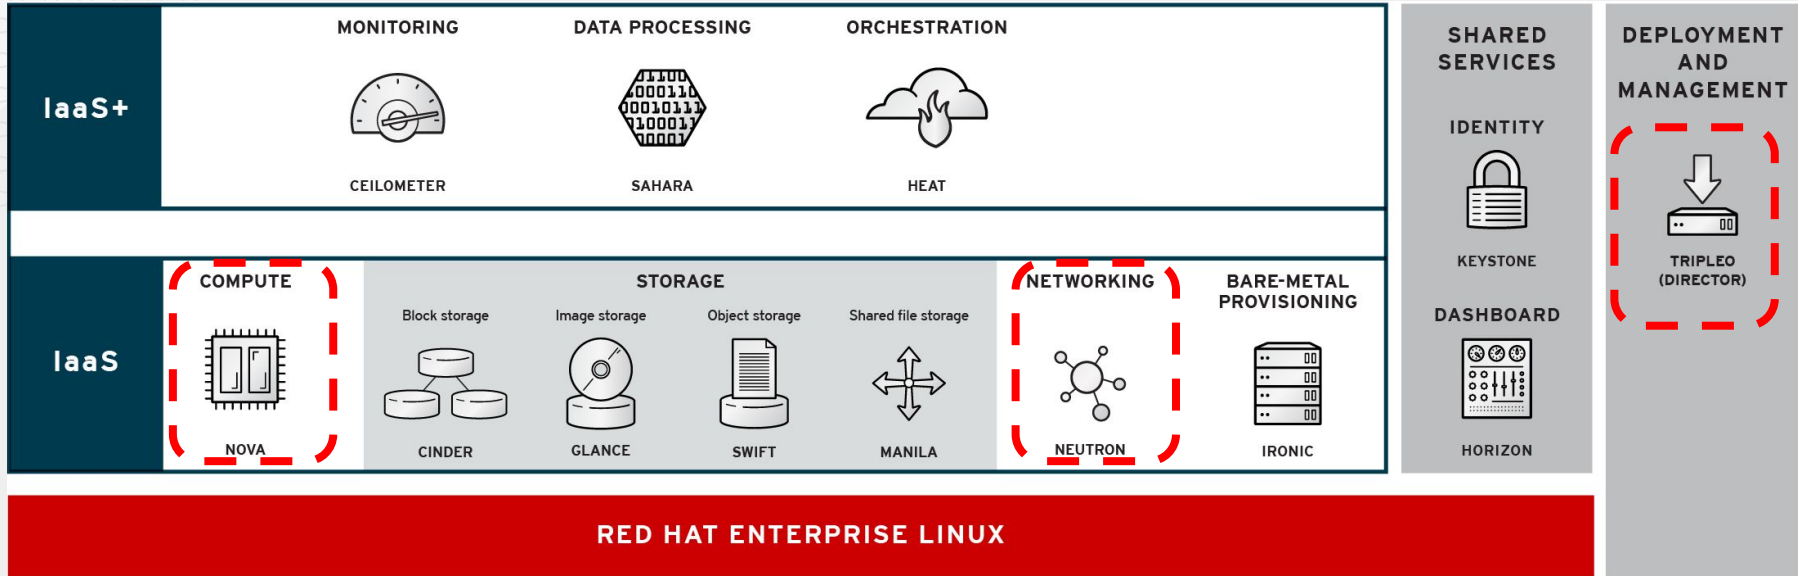 IaaS+
MONITORING
CEILOMETER
DATA PROCESSING
SAHARA
ORCHESTRATION
HEAT
IaaS
COMPUTE
NOVA
STORAGE
Block storage
CINDER
Image storage
GLANCE
Object storage
SWIFT
Shared file storage
MANILA
NETWORKING
NEUTRON
BARE-METAL
PROVISIONING
IRONIC
SHARED
SERVICES
IDENTITY
KEYSTONE
DASHBOARD
HORIZON
DEPLOYMENT
AND
MANAGEMENT
TRIPLEO
(DIRECTOR)
RED HAT ENTERPRISE LINUX